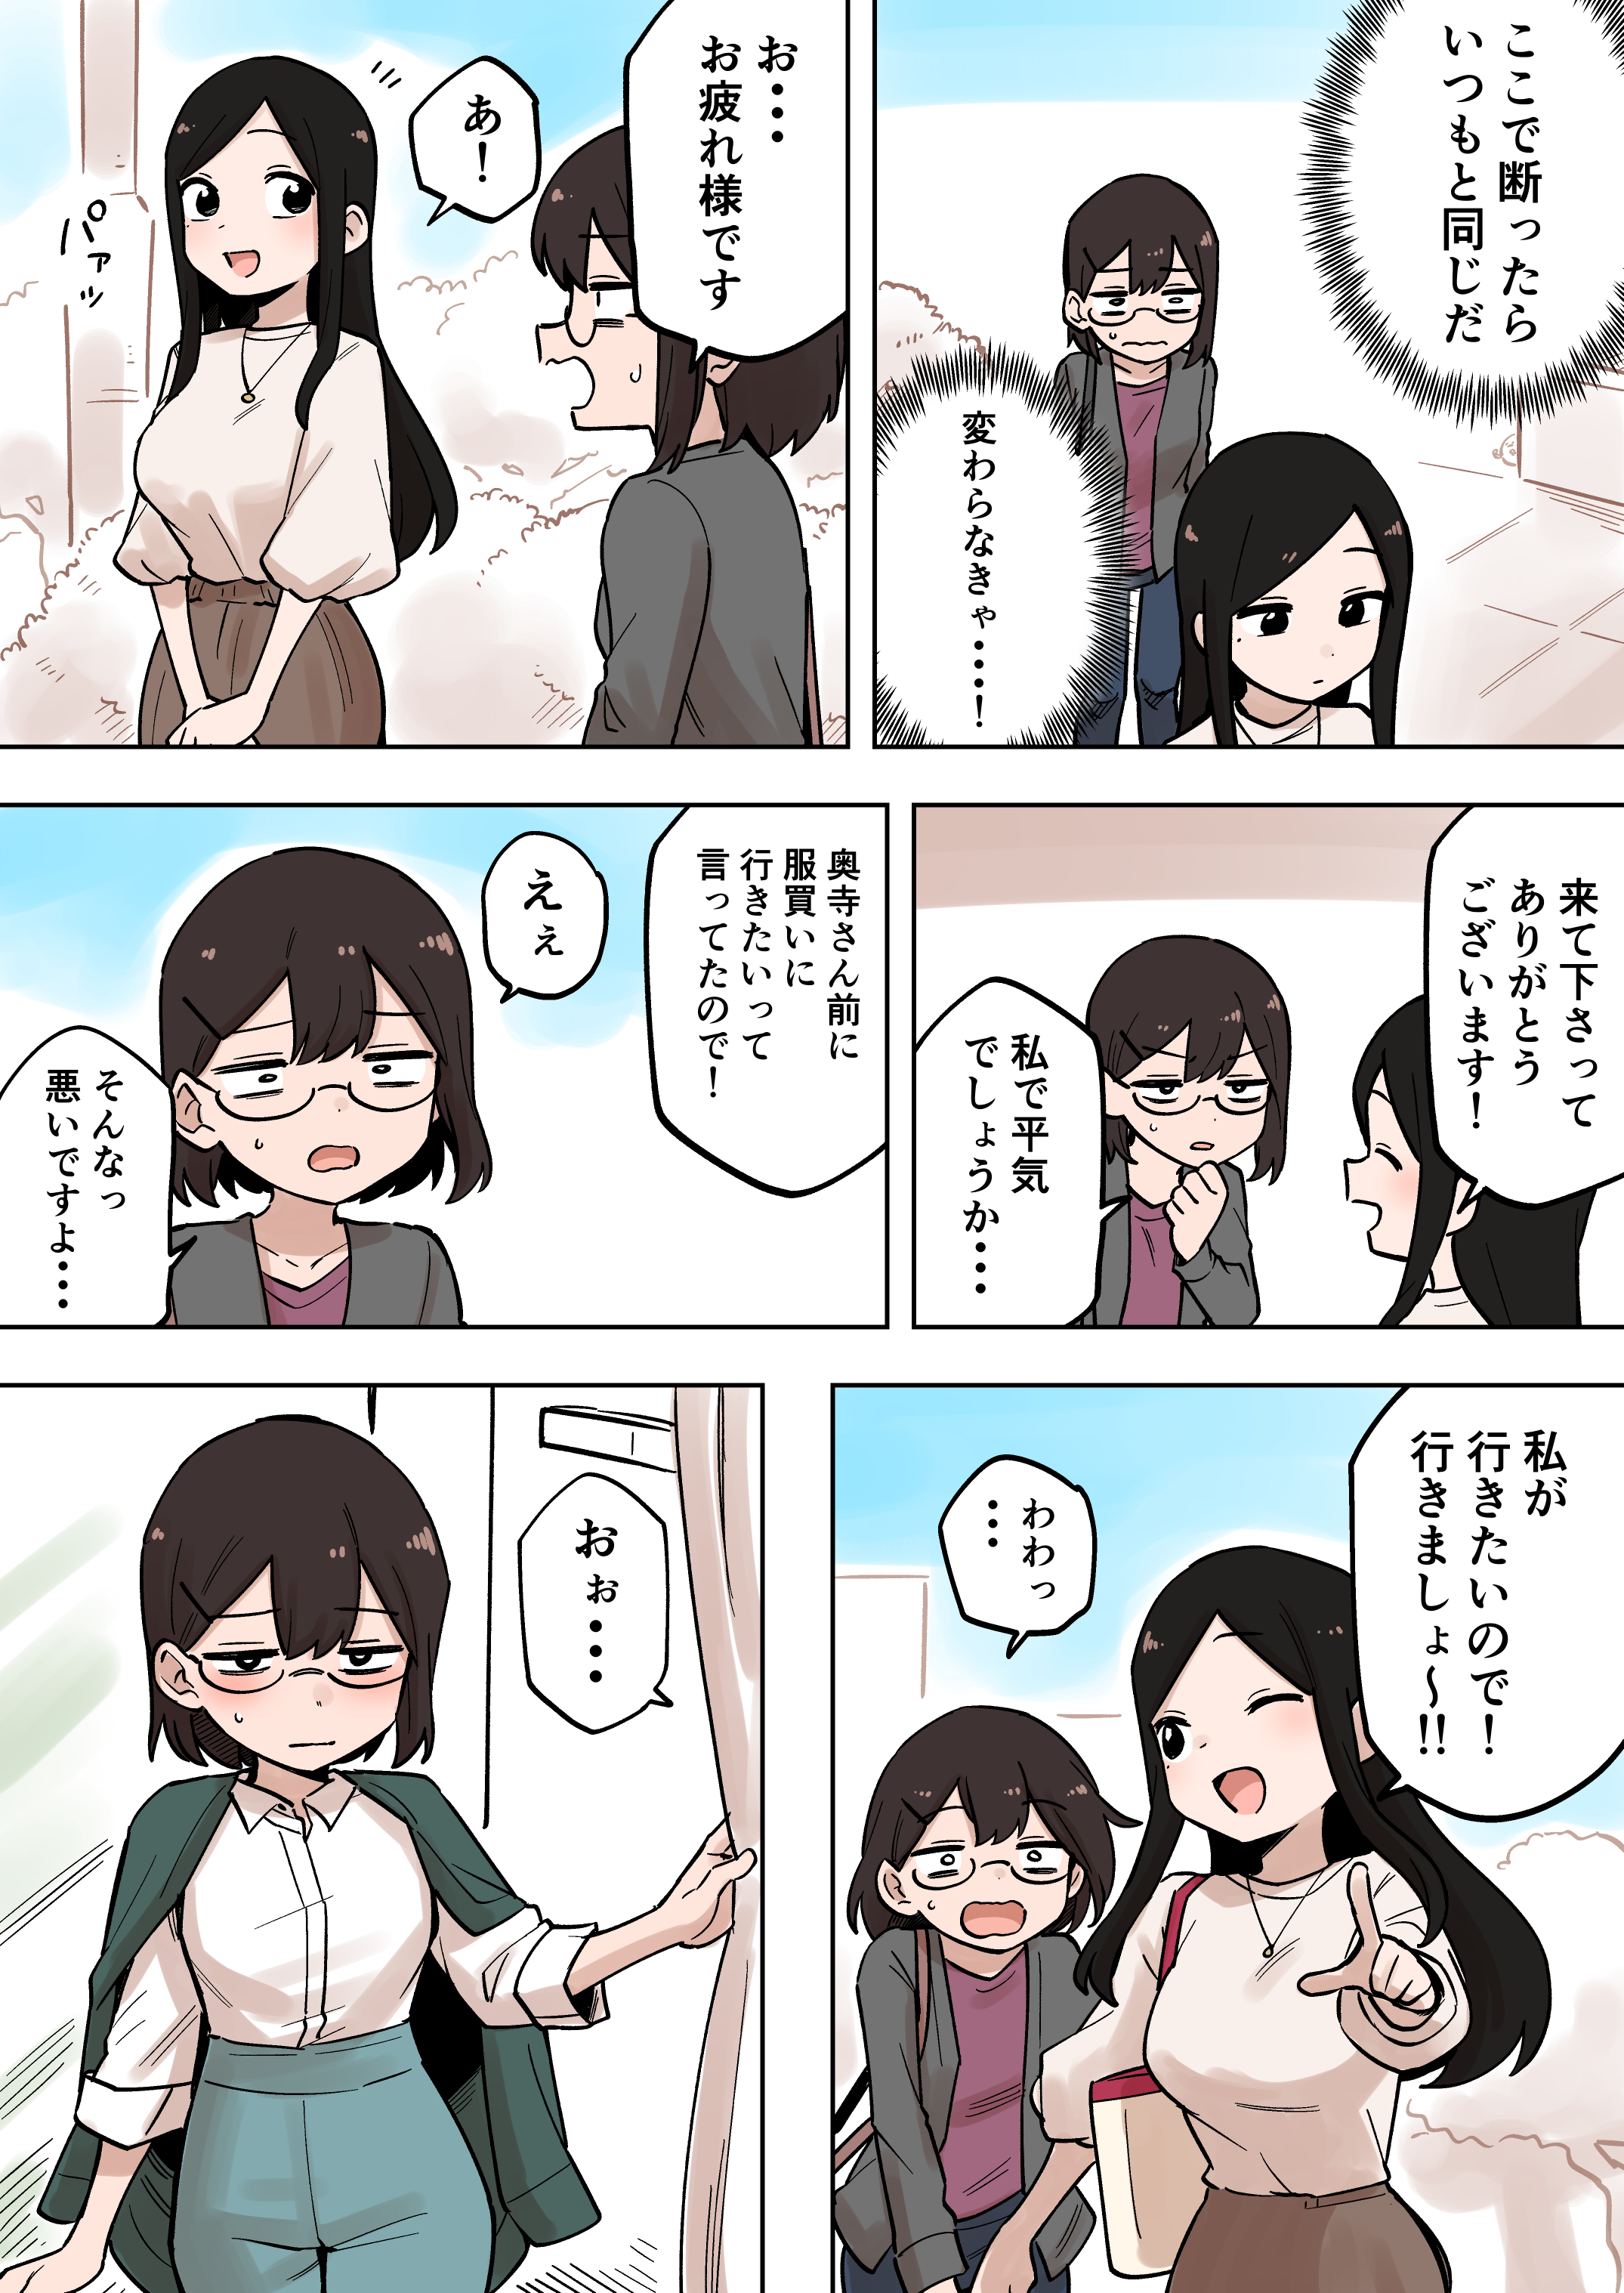 ここで断ったら
いつもと同じだ
変わらなきゃ・・・・！
お・・・
お疲れ様です
あ！
パァッ
来て下さって
ありがとう
ございます！
私で平気
でしょうか・・・
奥寺さん前に
服買いに
行きたいって
言ってたので！
えぇ
そんなっ
悪いですよ・・・
私が
行きたいので！
行きましょ〜!!
わわっ
・・・
おぉ・・・